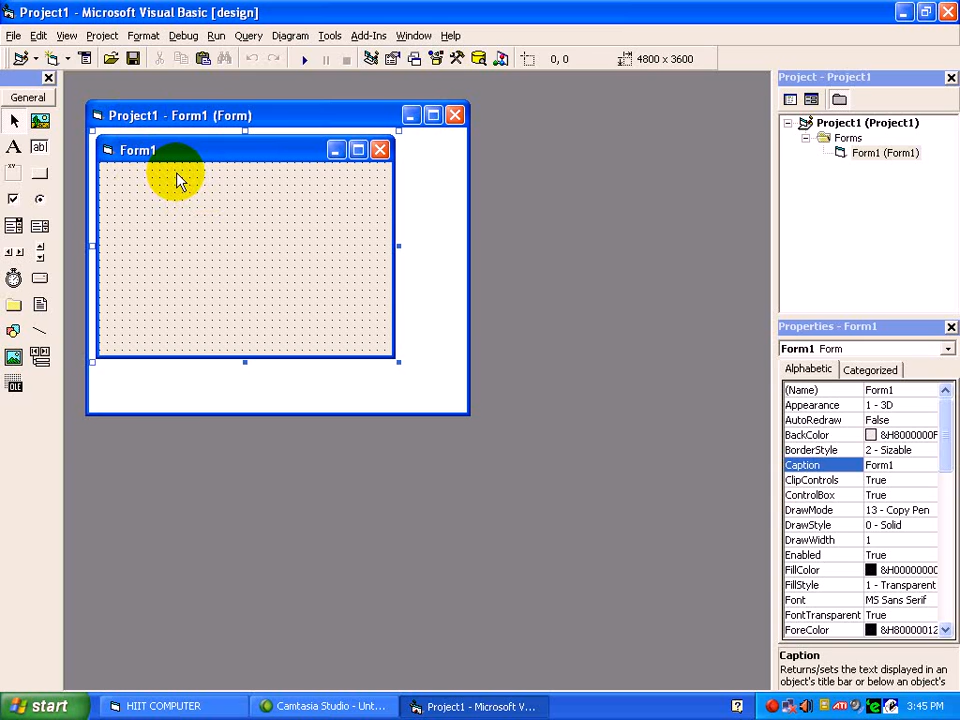 Project1 - Microsoft Visual Basic [design]
File Edit View Project Format Debug Run Query Diagram Tools Add-Ins Window Help
0, 0 4800 x 3600
General
A ab|
XY
OLE
Project1 - Form1 (Form)
Form1
Project - Project1
Project1 (Project1)
Forms
Form1 (Form1)
Properties - Form1
Form1 Form
Alphabetic Categorized
(Name) Form1
Appearance 1 - 3D
AutoRedraw False
BackColor &H8000000F
BorderStyle 2 - Sizable
Caption Form1
ClipControls True
ControlBox True
DrawMode 13 - Copy Pen
DrawStyle 0 - Solid
DrawWidth 1
Enabled True
FillColor &H00000000
FillStyle 1 - Transparent
Font MS Sans Serif
FontTransparent True
ForeColor &H80000012
Caption
Returns/sets the text displayed in an
object's title bar or below an object's
start HIIT COMPUTER Camtasia Studio - Unt... Project1 - Microsoft V... ATI 3:45 PM